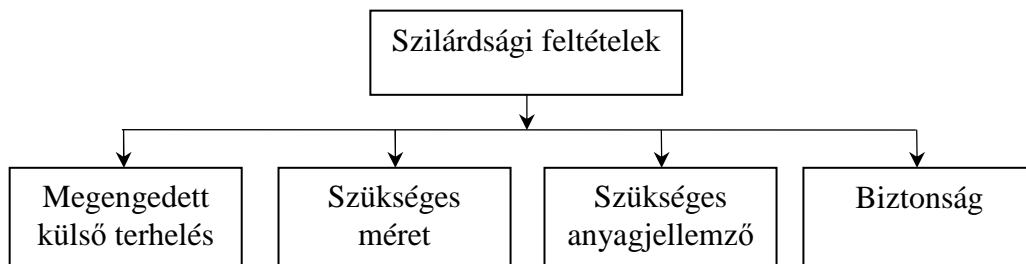 Szilárdsági feltételek
Megengedett
külső terhelés
Szükséges
méret
Szükséges
anyagjellemző
Biztonság